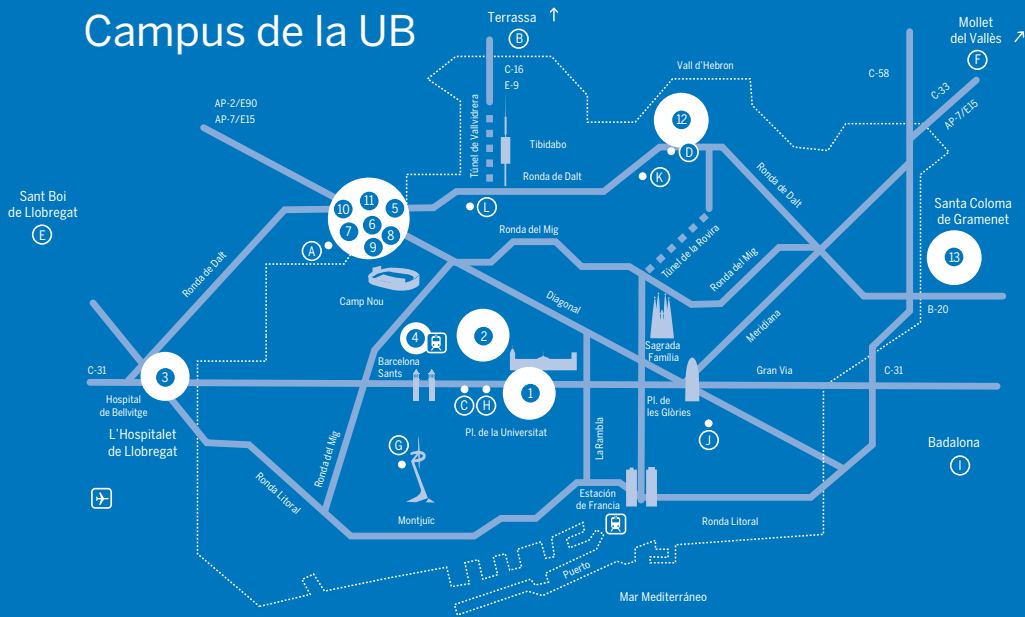 Campus de la UB
Terrassa ↑
B
Mollet
del Vallès ↗
F
C-16
E-9
Vall d'Hebron
C-58
C-33
AP-7/E15
AP-2/E90
AP-7/E15
Túnel de Vallvidrera
Tibidabo
12
D
K
Ronda de Dalt
Ronda de Dalt
Sant Boi
de Llobregat
E
11
10
5
6
7
8
9
A
L
Ronda del Mig
Túnel de la Rovira
Ronda del Mig
Santa Coloma
de Gramenet
13
Ronda de Dalt
Camp Nou
Diagonal
Meridiana
B-20
4
2
Barcelona
Sants
Sagrada
Família
C-31
3
Hospital
de Bellvitge
1
C
H
Pl. de la Universitat
Gran Via
C-31
Pl. de
les Glòries
J
L'Hospitalet
de Llobregat
Ronda del Mig
G
La Rambla
Badalona
I
Ronda Litoral
Montjuïc
Estación
de Francia
Ronda Litoral
Puerto
Mar Mediterráneo